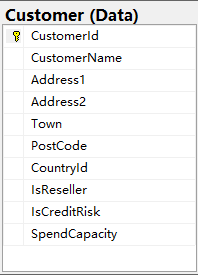 Customer (Data)
CustomerId
CustomerName
Address1
Address2
Town
PostCode
CountryId
IsReseller
IsCreditRisk
SpendCapacity